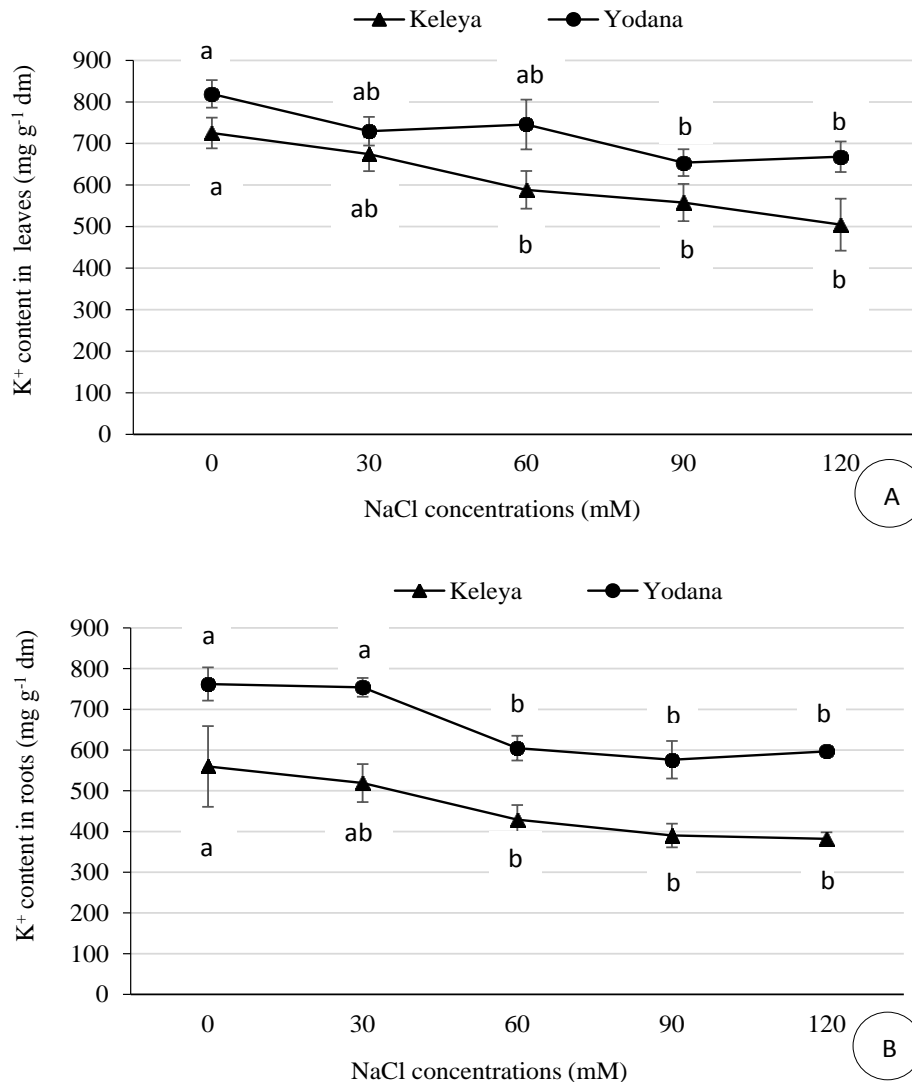 Keleya Yodana
K⁺ content in leaves (mg g⁻¹ dm)
900
800
700
600
500
400
300
200
100
0
a
ab
ab
b
b
a
ab
b
b
b
0 30 60 90 120
NaCl concentrations (mM)
A
Keleya Yodana
K⁺ content in roots (mg g⁻¹ dm)
900
800
700
600
500
400
300
200
100
0
a
a
b
b
b
a
ab
b
b
b
0 30 60 90 120
NaCl concentrations (mM)
B